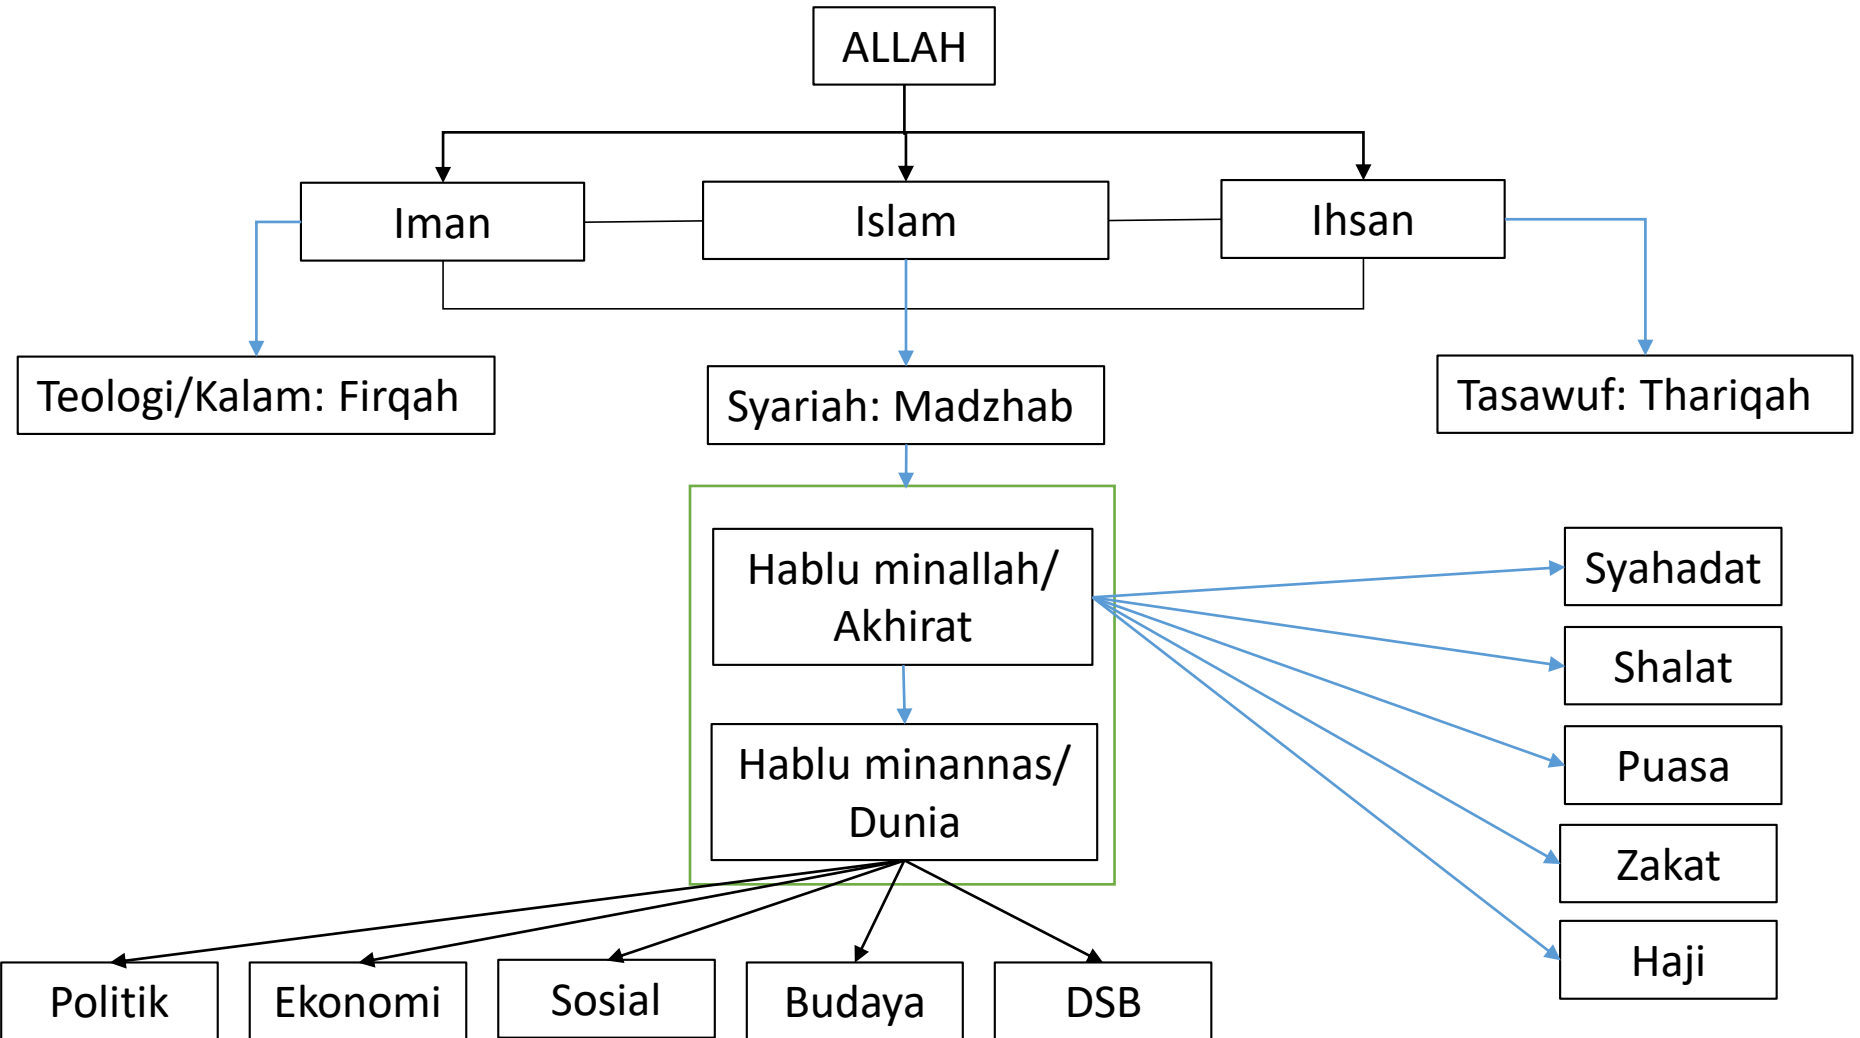 ALLAH
Iman
Islam
Ihsan
Teologi/Kalam: Firqah
Syariah: Madzhab
Tasawuf: Thariqah
Hablu minallah/
Akhirat
Hablu minannas/
Dunia
Syahadat
Shalat
Puasa
Zakat
Haji
Politik
Ekonomi
Sosial
Budaya
DSB